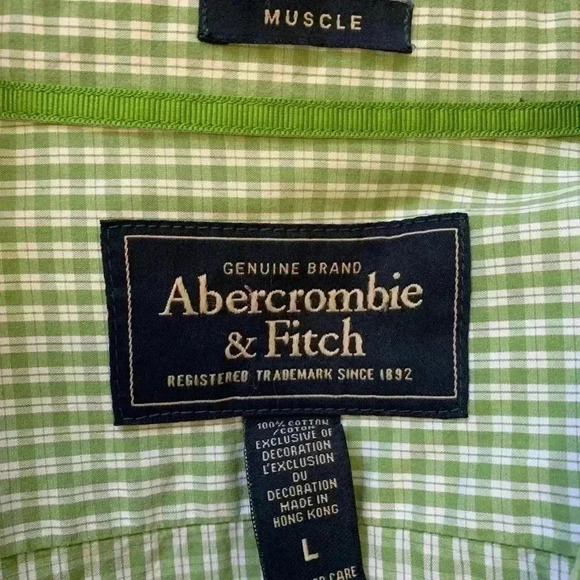 MUSCLE
GENUINE BRAND
Abercrombie
& Fitch
REGISTERED TRADEMARK SINCE 1892
100% COTTON
/COTON
EXCLUSIVE OF
DECORATION
L'EXCLUSION
DU
DECORATION
MADE IN
HONG KONG
L
CARE